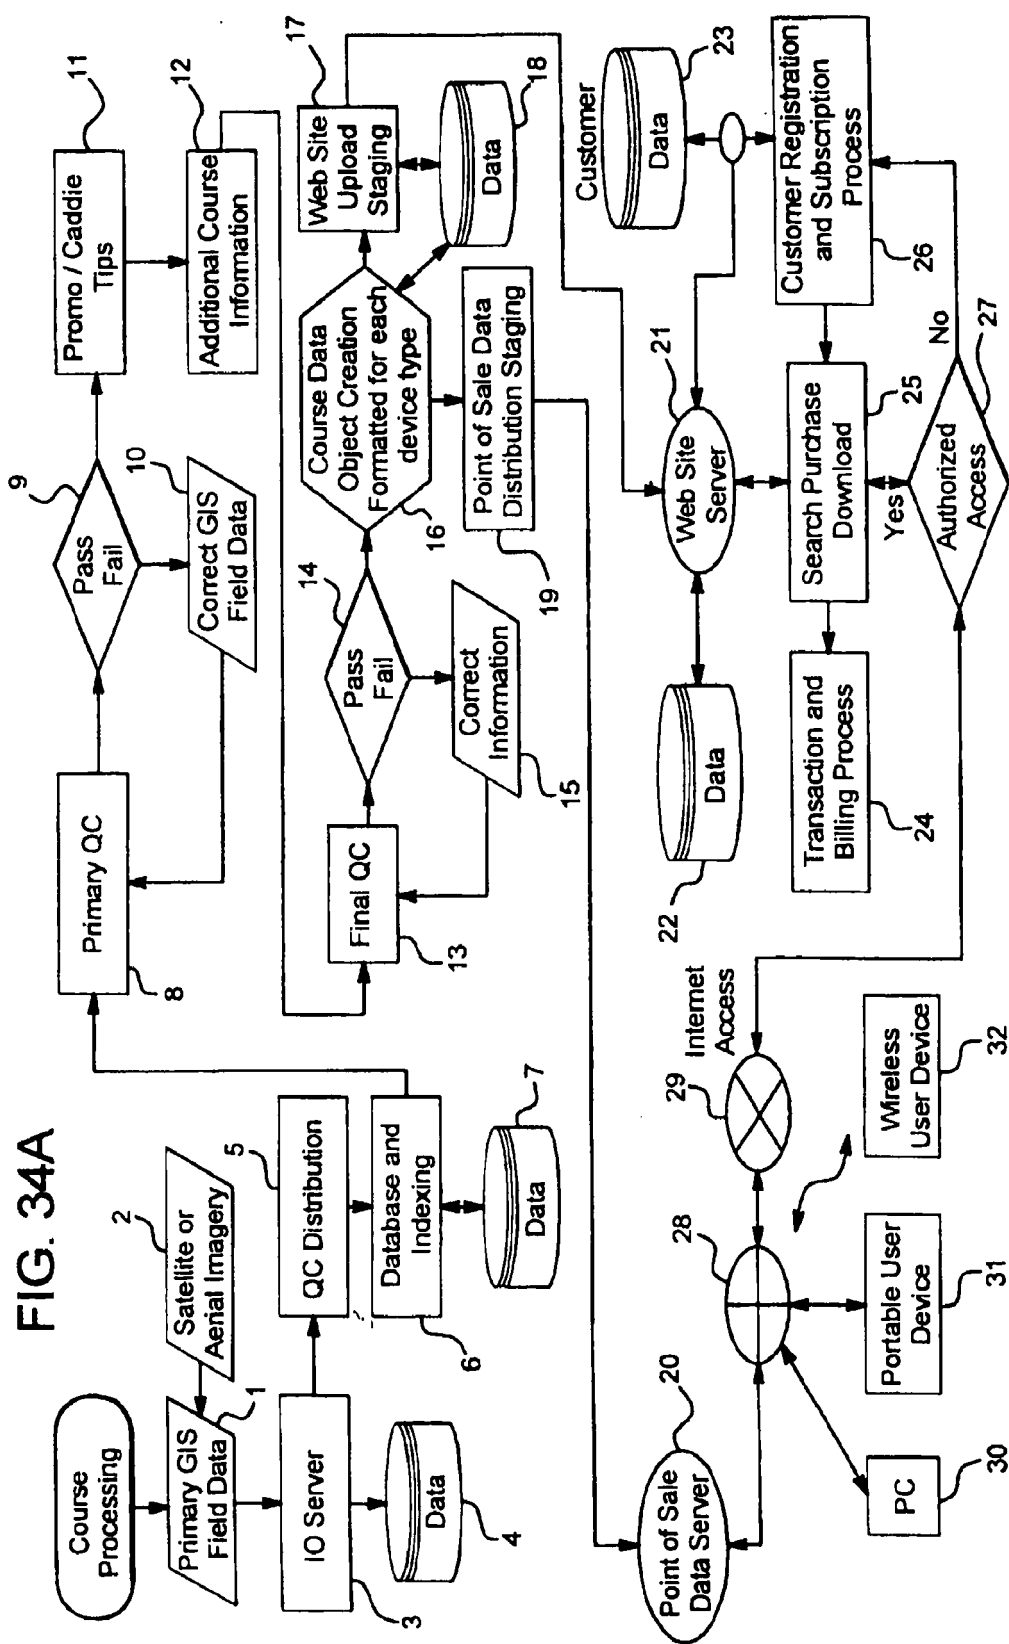 FIG. 34A
Course
Processing
Primary GIS
Field Data
1
Satellite or
Aerial Imagery
2
IO Server
3
Data
4
QC Distribution
5
Database and
Indexing
6
Data
7
Primary QC
8
Pass
Fail
9
Correct GIS
Field Data
10
Promo / Caddie
Tips
11
Additional Course
Information
12
Final QC
13
Pass
Fail
14
Correct
Information
15
Course Data
Object Creation
Formatted for each
device type
16
Web Site
Upload
Staging
17
Data
18
Point of Sale Data
Distribution Staging
19
Point of Sale
Data Server
20
Web Site
Server
21
Data
22
Customer
Data
23
Transaction and
Billing Process
24
Search Purchase
Download
25
Customer Registration
and Subscription
Process
26
Yes
No
Authorized
Access
27
28
Internet
Access
29
PC
30
Portable User
Device
31
Wireless
User Device
32